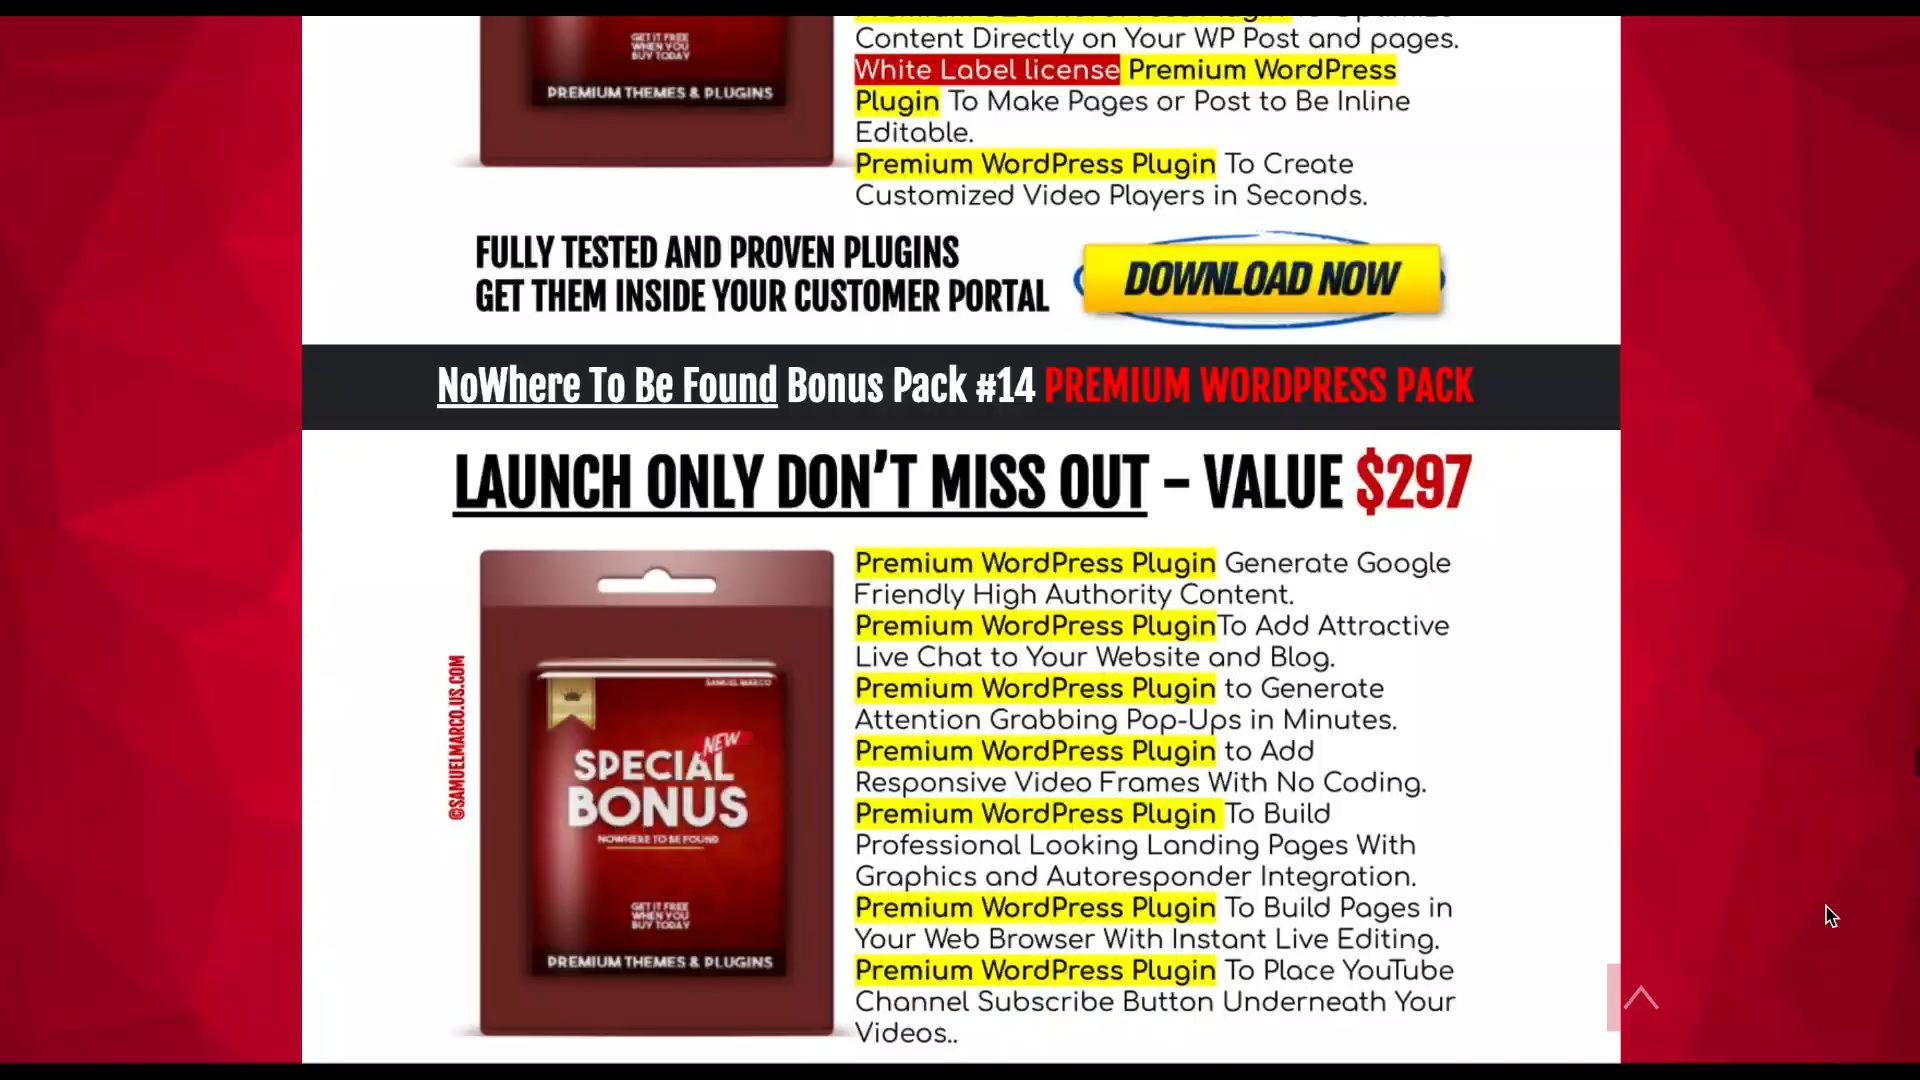 GET IT FREE
WHEN YOU
BUY TODAY
PREMIUM THEMES & PLUGINS
Premium SEO WordPress Plugin To Optimize
Content Directly on Your WP Post and pages.
White Label license Premium WordPress
Plugin To Make Pages or Post to Be Inline
Editable.
Premium WordPress Plugin To Create
Customized Video Players in Seconds.
FULLY TESTED AND PROVEN PLUGINS
GET THEM INSIDE YOUR CUSTOMER PORTAL
DOWNLOAD NOW
NoWhere To Be Found Bonus Pack #14 PREMIUM WORDPRESS PACK
LAUNCH ONLY DON'T MISS OUT - VALUE $297
©SAMUELMARCO.US.COM
SAMUEL MARCO
NEW
SPECIAL
BONUS
NOWHERE TO BE FOUND
GET IT FREE
WHEN YOU
BUY TODAY
PREMIUM THEMES & PLUGINS
Premium WordPress Plugin Generate Google
Friendly High Authority Content.
Premium WordPress PluginTo Add Attractive
Live Chat to Your Website and Blog.
Premium WordPress Plugin to Generate
Attention Grabbing Pop-Ups in Minutes.
Premium WordPress Plugin to Add
Responsive Video Frames With No Coding.
Premium WordPress Plugin To Build
Professional Looking Landing Pages With
Graphics and Autoresponder Integration.
Premium WordPress Plugin To Build Pages in
Your Web Browser With Instant Live Editing.
Premium WordPress Plugin To Place YouTube
Channel Subscribe Button Underneath Your
Videos..